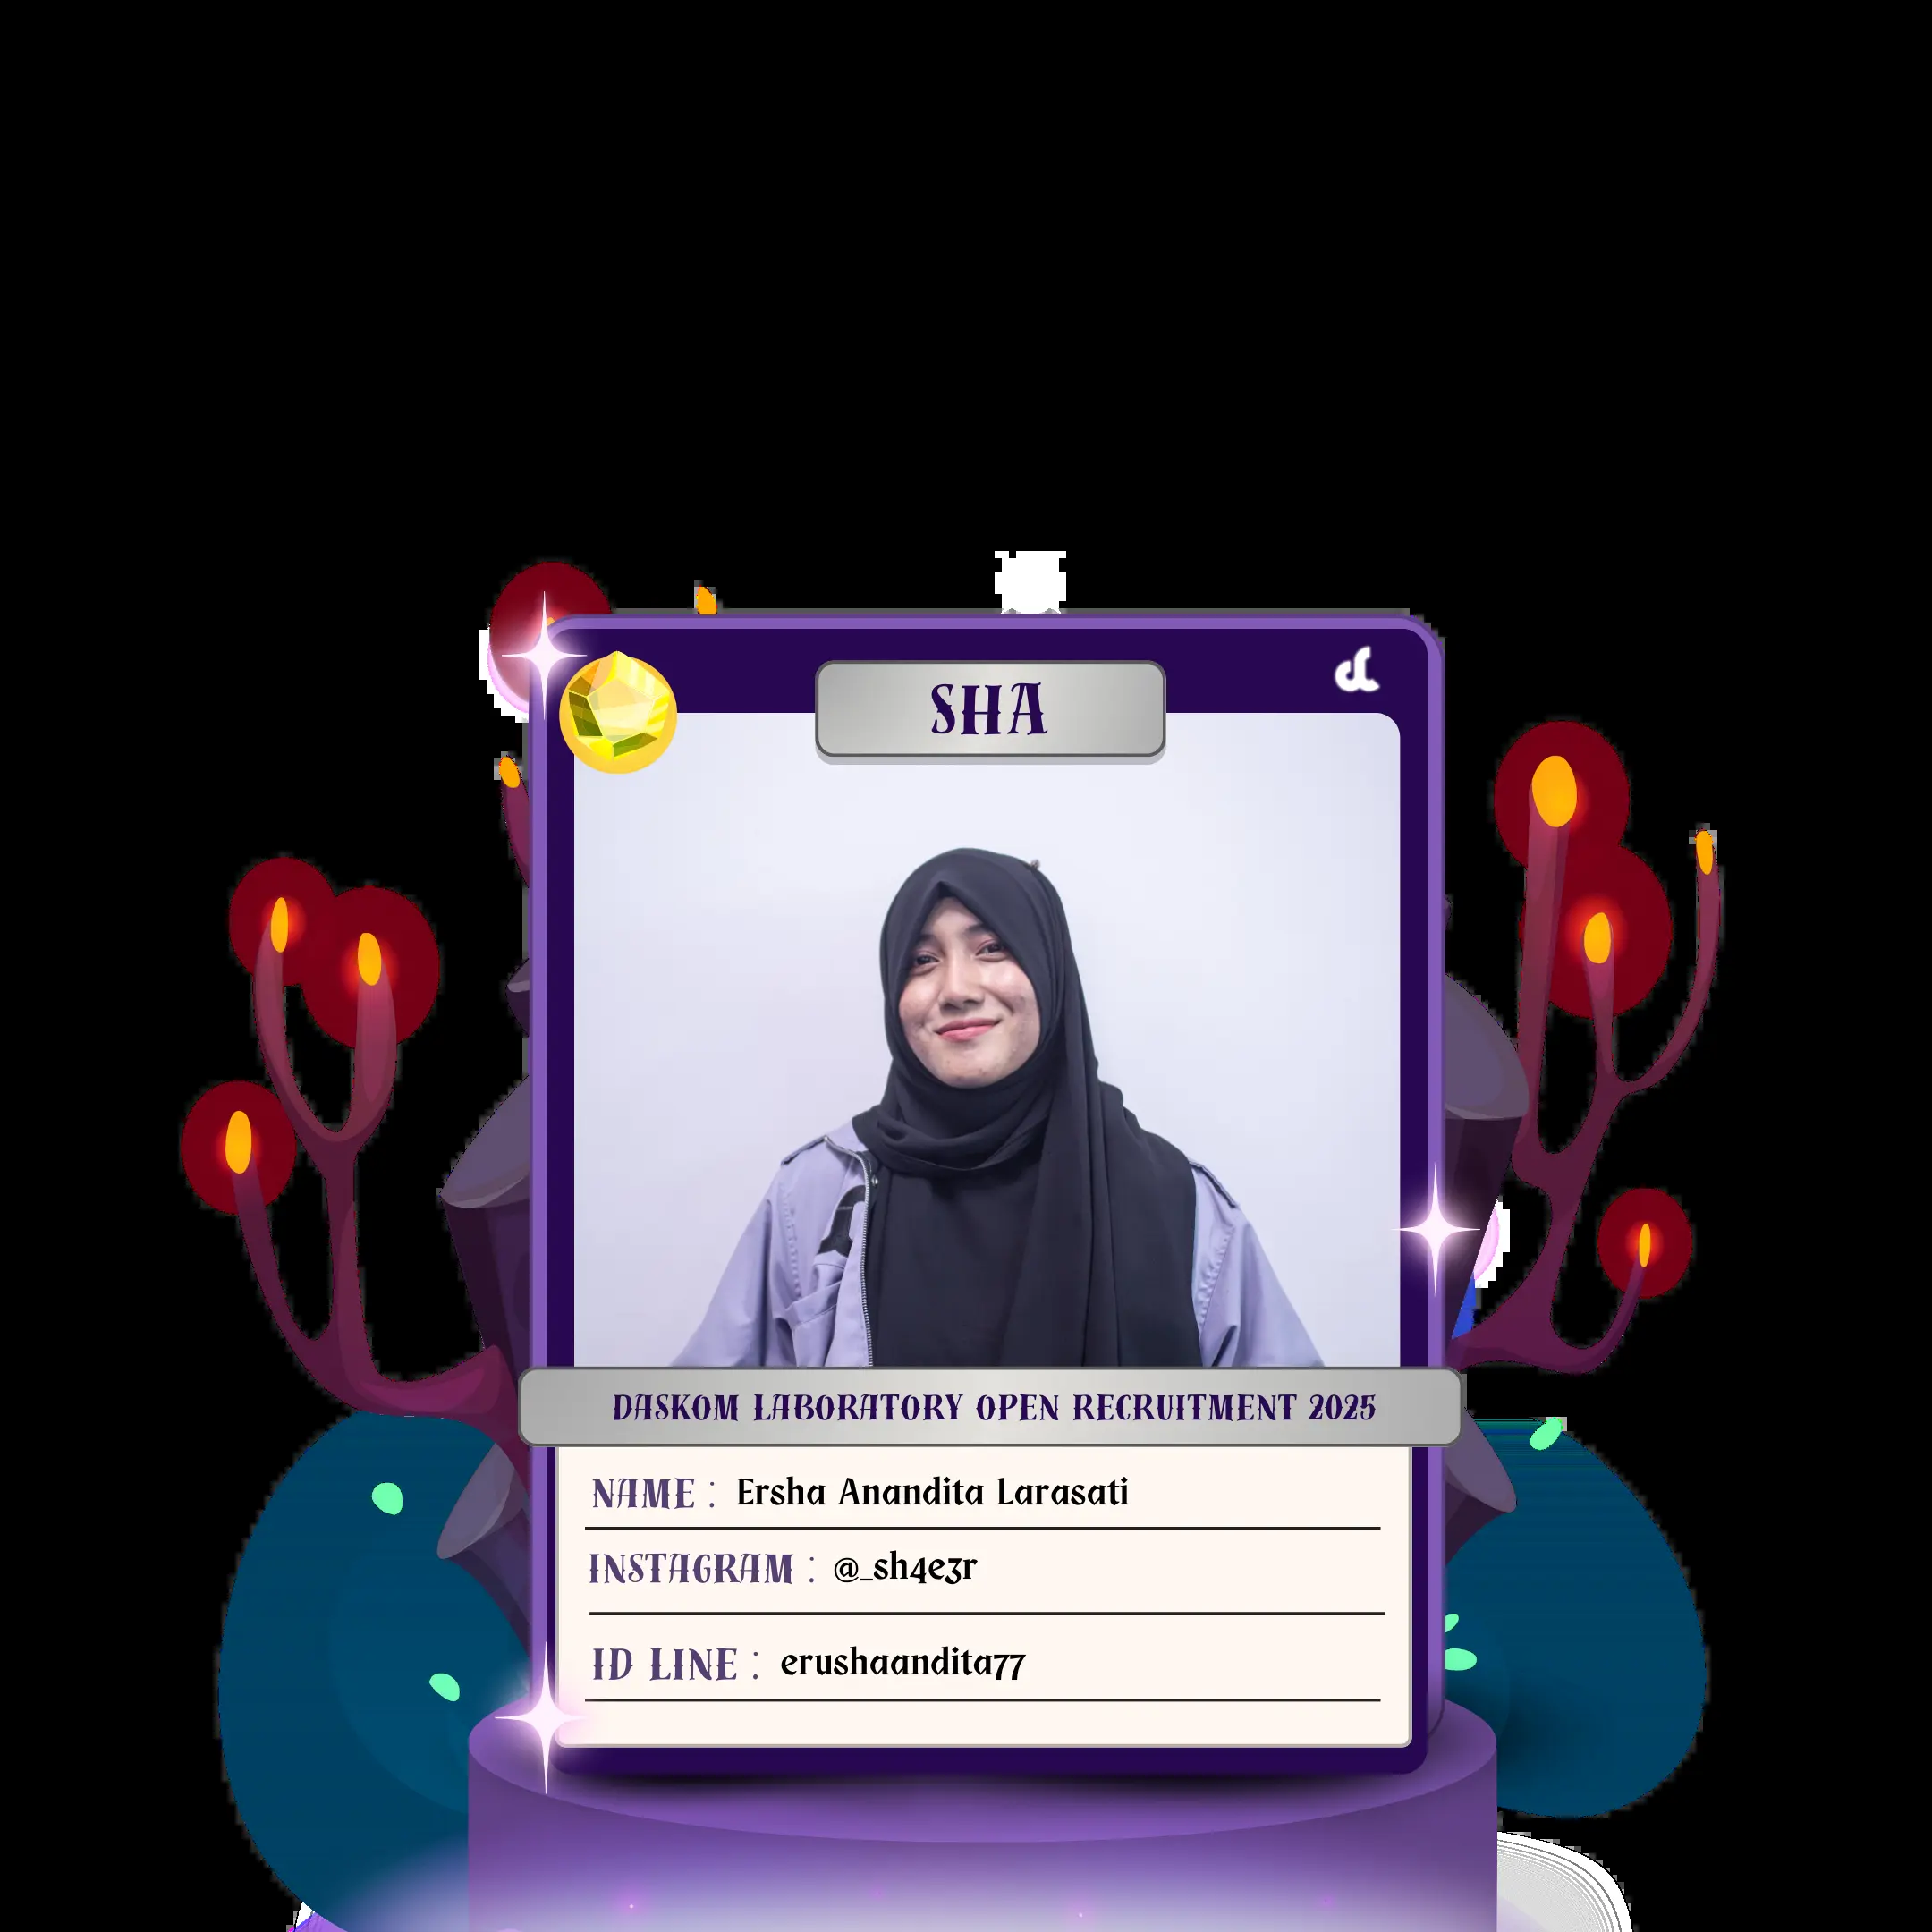 SHA
DASKOM LABORATORY OPEN RECRUITMENT 2025
NAME : Ersha Anandita Larasati
INSTAGRAM : @_sh4e3r
ID LINE : erushaandita77